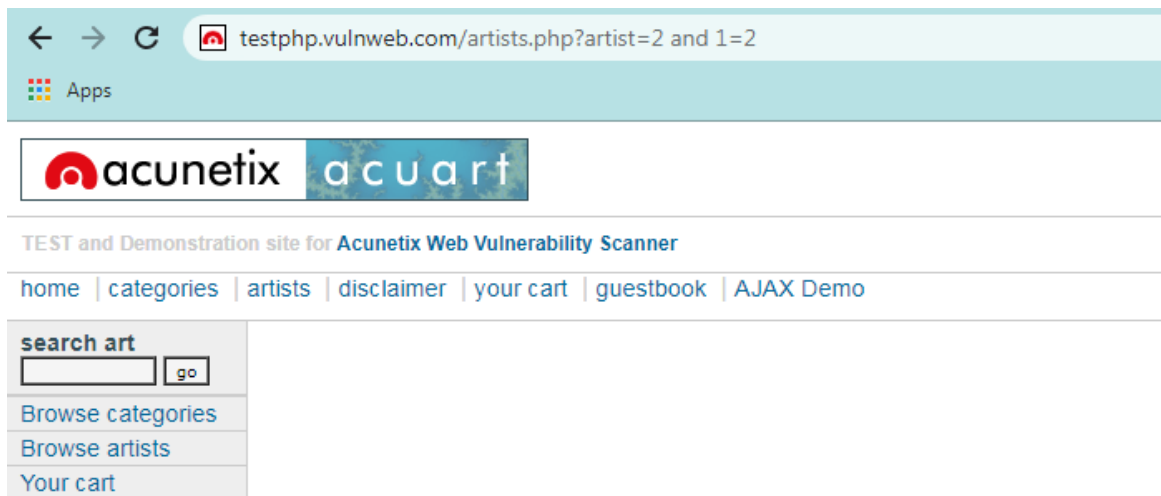 testphp.vulnweb.com/artists.php?artist=2 and 1=2
Apps
acunetix acuart
TEST and Demonstration site for Acunetix Web Vulnerability Scanner
home | categories | artists | disclaimer | your cart | guestbook | AJAX Demo
search art
go
Browse categories
Browse artists
Your cart